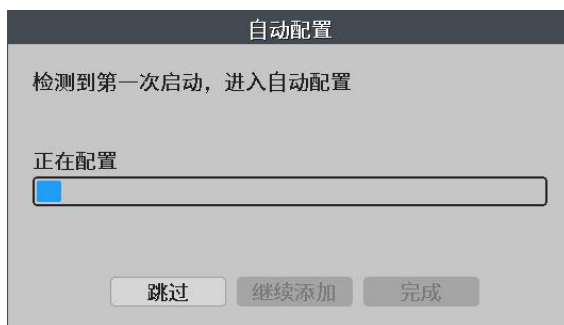 自动配置
检测到第一次启动，进入自动配置
正在配置
跳过 继续添加 完成